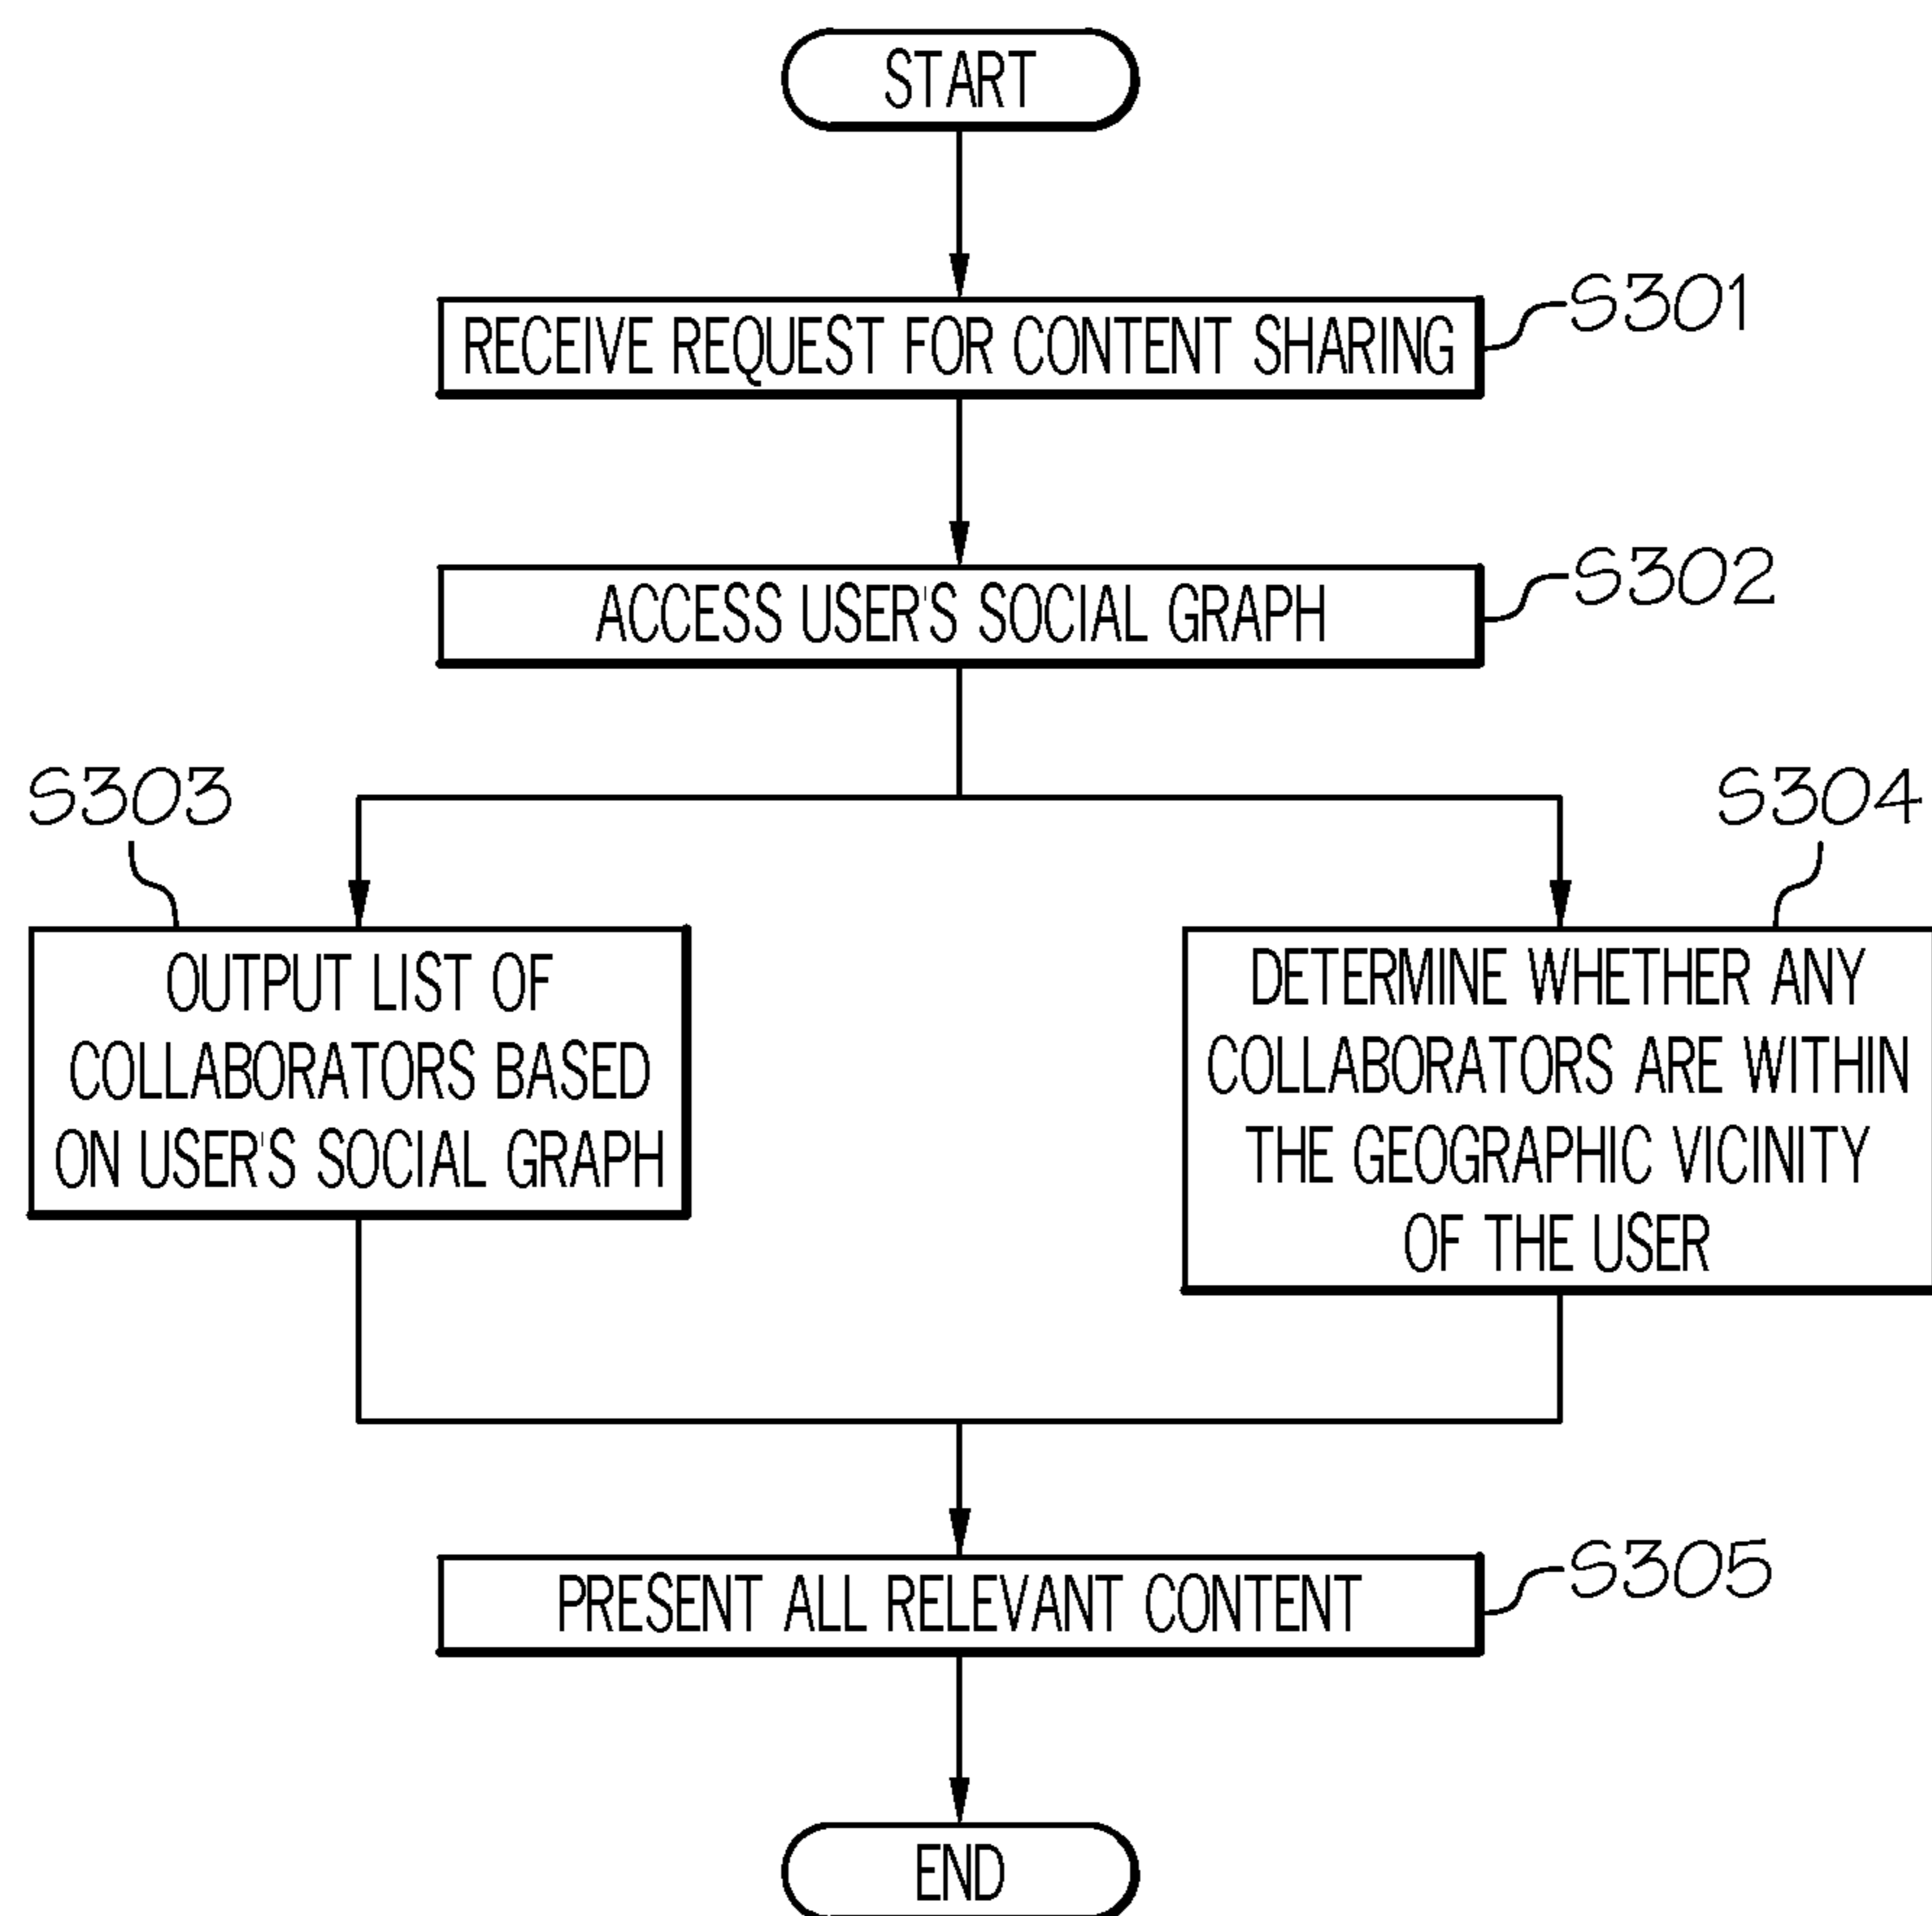 START
RECEIVE REQUEST FOR CONTENT SHARING
S301
ACCESS USER'S SOCIAL GRAPH
S302
S303
OUTPUT LIST OF
COLLABORATORS BASED
ON USER'S SOCIAL GRAPH
S304
DETERMINE WHETHER ANY
COLLABORATORS ARE WITHIN
THE GEOGRAPHIC VICINITY
OF THE USER
PRESENT ALL RELEVANT CONTENT
S305
END